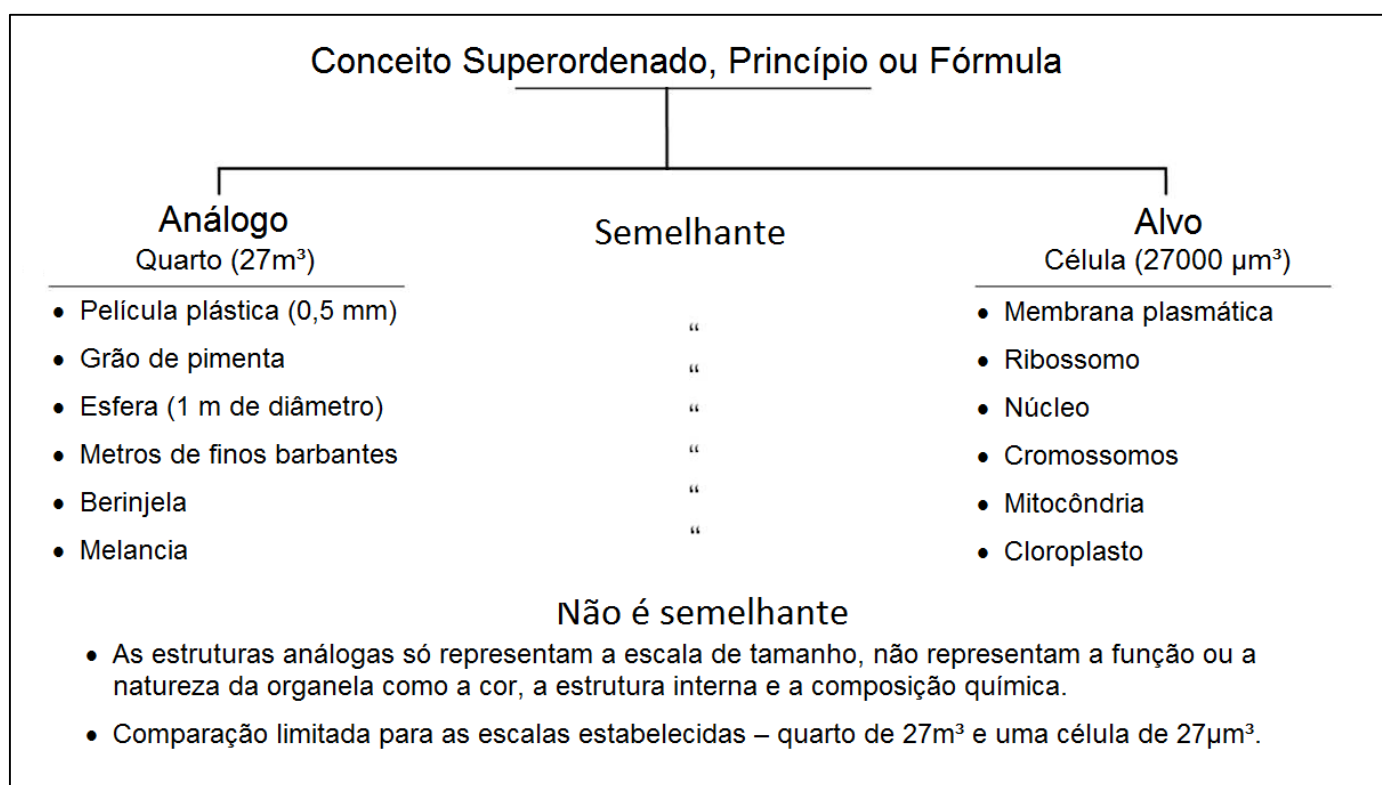 Conceito Superordenado, Princípio ou Fórmula
Análogo
Quarto (27m³)
Semelhante
Alvo
Célula (27000 µm³)
• Película plástica (0,5 mm)
“
• Membrana plasmática
• Grão de pimenta
“
• Ribossomo
• Esfera (1 m de diâmetro)
“
• Núcleo
• Metros de finos barbantes
“
• Cromossomos
• Berinjela
“
• Mitocôndria
• Melancia
“
• Cloroplasto
Não é semelhante
• As estruturas análogas só representam a escala de tamanho, não representam a função ou a
natureza da organela como a cor, a estrutura interna e a composição química.
• Comparação limitada para as escalas estabelecidas – quarto de 27m³ e uma célula de 27µm³.